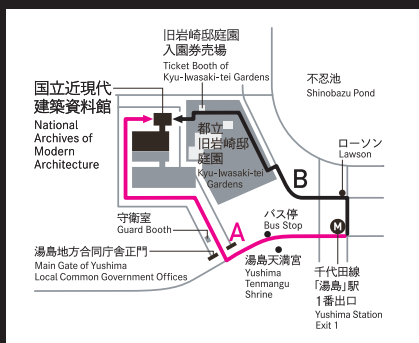 旧岩崎邸庭園
入園券売場
Ticket Booth of
Kyu-Iwasaki-tei Gardens
国立近現代
建築資料館
National
Archives of
Modern
Architecture
不忍池
Shinobazu Pond
都立
旧岩崎邸
庭園
Kyu-Iwasaki-tei
Gardens
ローソン
Lawson
B
守衛室
Guard Booth
A
バス停
Bus Stop
M
湯島地方合同庁舎正門
Main Gate of Yushima
Local Common Government Offices
湯島天満宮
Yushima
Tenmangu
Shrine
千代田線
「湯島」駅
1番出口
Yushima Station
Exit 1